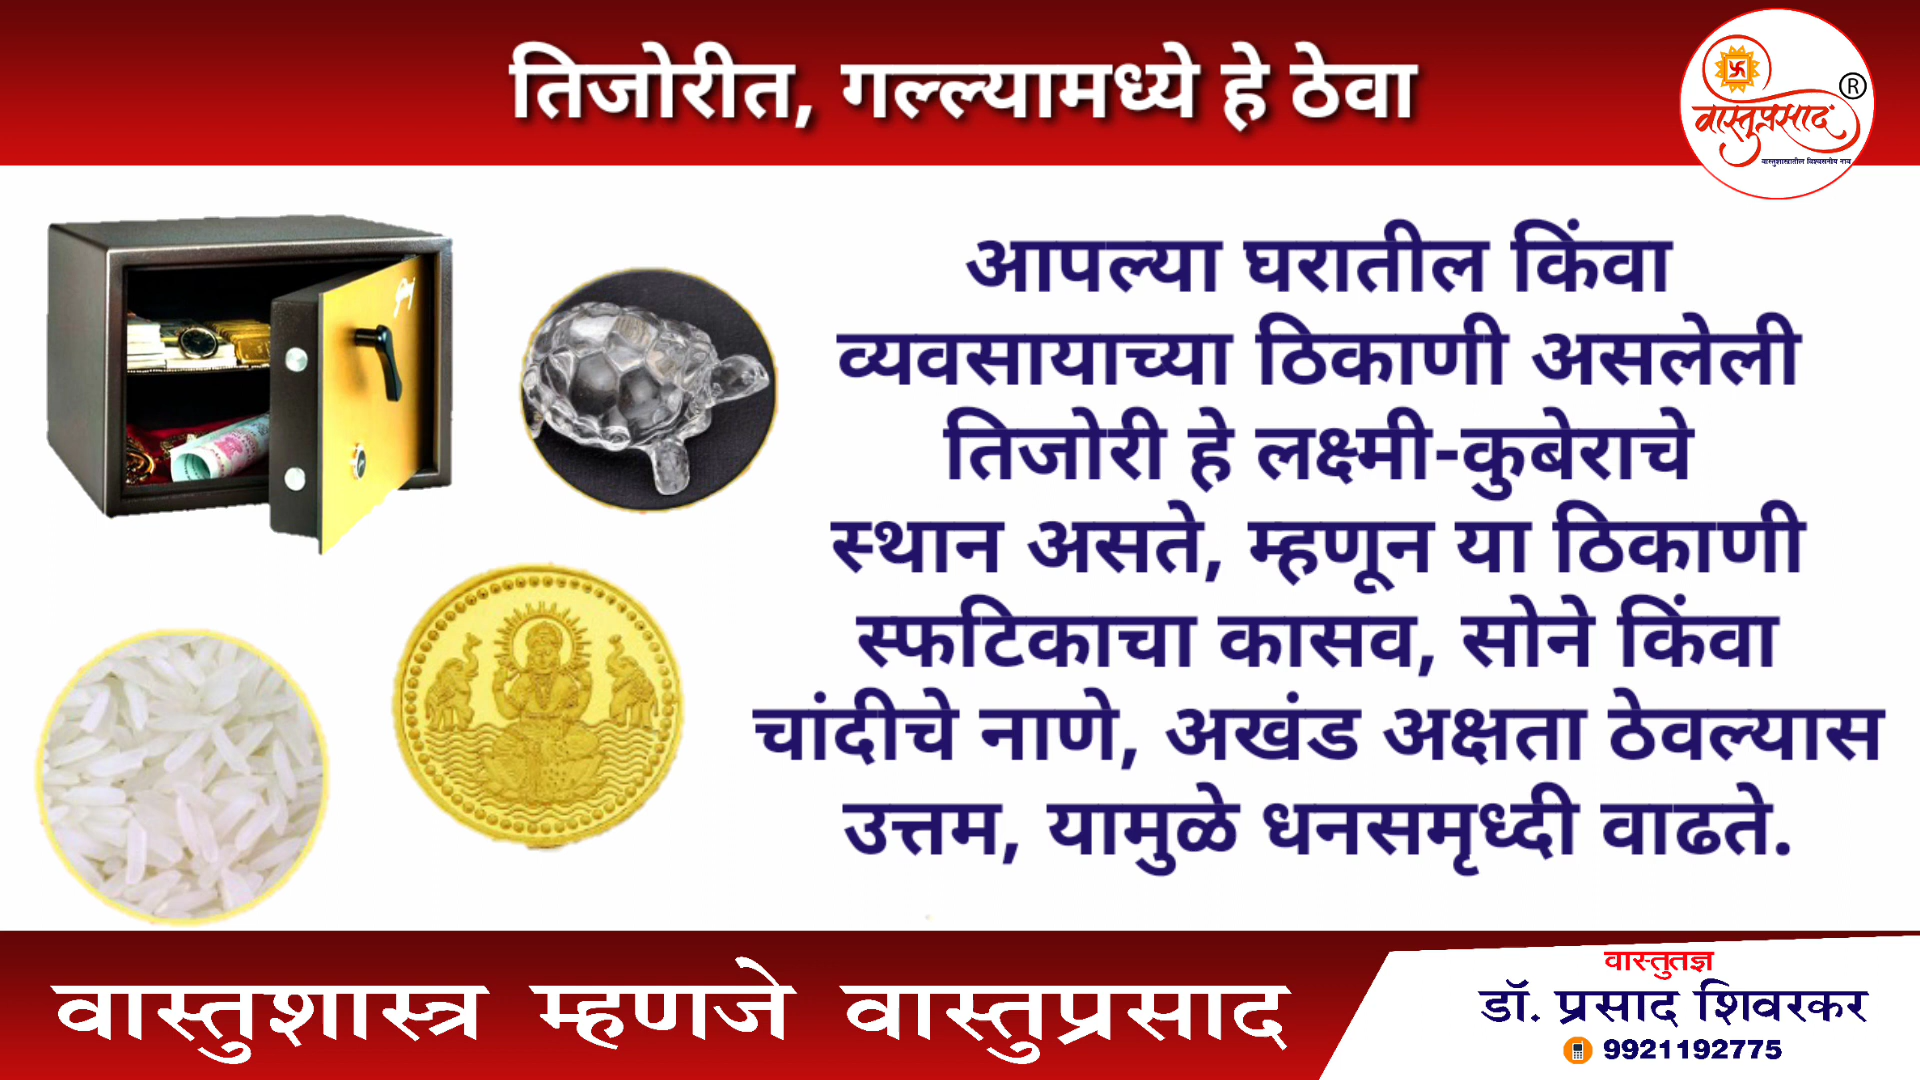 तिजोरीत, गल्ल्यामध्ये हे ठेवा
वास्तुप्रसाद ®
वास्तुशास्त्रातील विश्वसनीय नाव
आपल्या घरातील किंवा
व्यवसायाच्या ठिकाणी असलेली
तिजोरी हे लक्ष्मी-कुबेराचे
स्थान असते, म्हणून या ठिकाणी
स्फटिकाचा कासव, सोने किंवा
चांदीचे नाणे, अखंड अक्षता ठेवल्यास
उत्तम, यामुळे धनसमृध्दी वाढते.
वास्तुशास्त्र म्हणजे वास्तुप्रसाद
वास्तुतज्ञ
डॉ. प्रसाद शिवरकर
9921192775